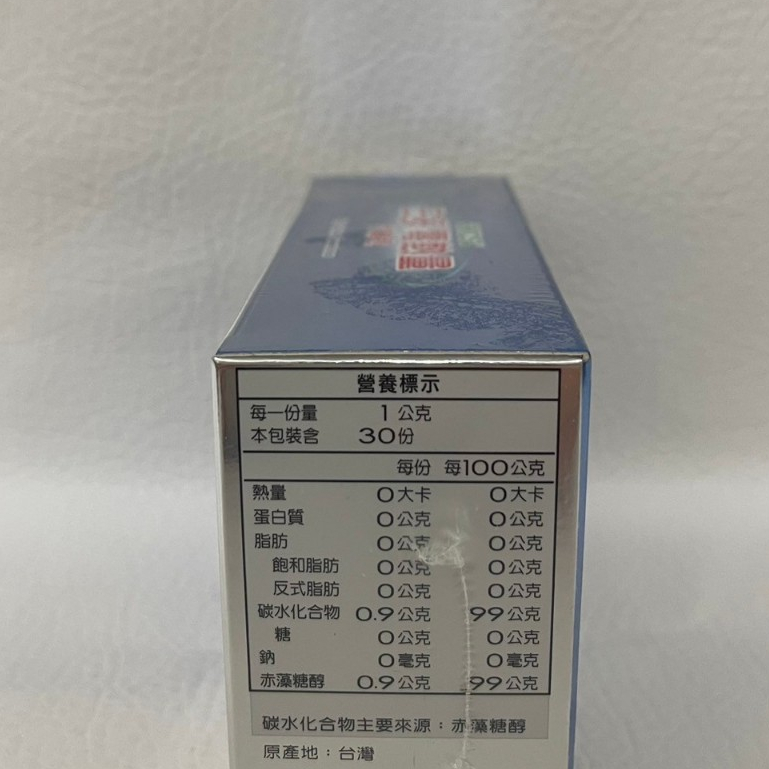 營養標示
每一份量 1公克
本包裝含 30份
每份 每100公克
熱量 0大卡 0大卡
蛋白質 0公克 0公克
脂肪 0公克 0公克
飽和脂肪 0公克 0公克
反式脂肪 0公克 0公克
碳水化合物 0.9公克 99公克
糖 0公克 0公克
鈉 0毫克 0毫克
赤藻糖醇 0.9公克 99公克
碳水化合物主要來源：赤藻糖醇
原產地：台灣